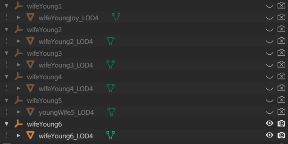 wifeYoung1
wifeYoungJoy_LOD4
wifeYoung2
wifeYoung2_LOD4
wifeYoung3
wifeYoung3_LOD4
wifeYoung4
wifeYoung4_LOD4
wifeYoung5
youngWife5_LOD4
wifeYoung6
wifeYoung6_LOD4